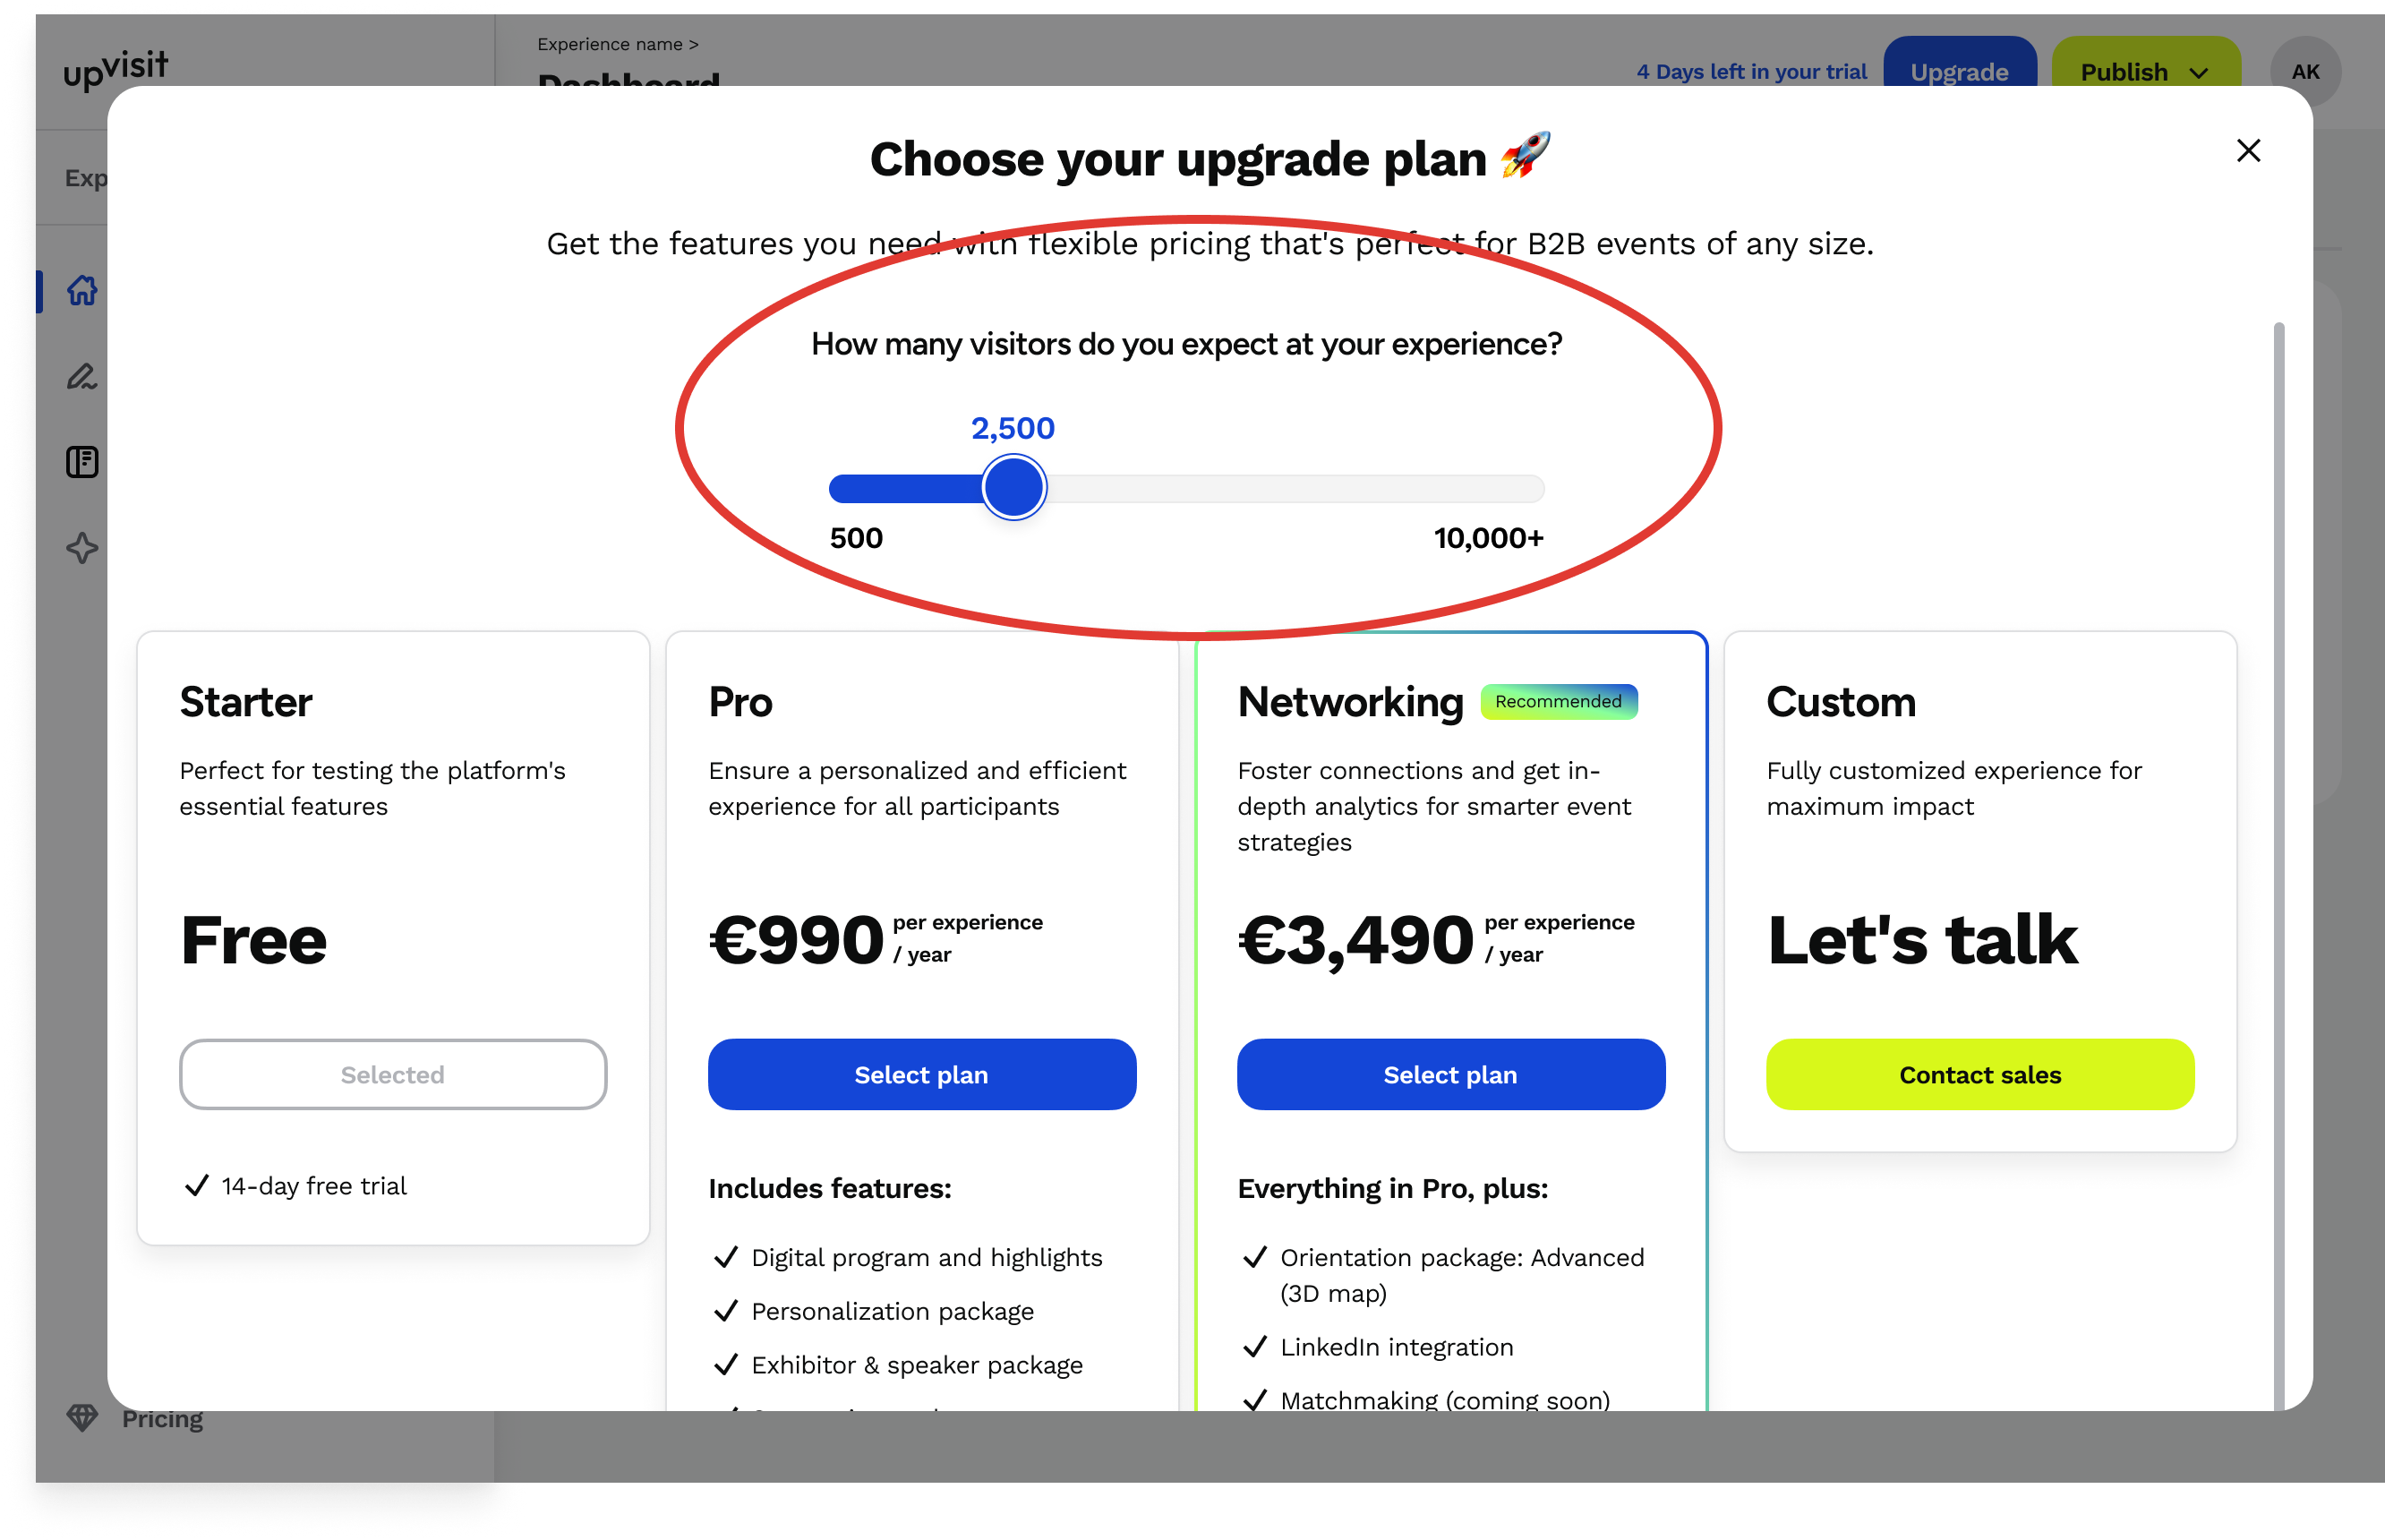 upvisit
Experience name >
Dashboard
4 Days left in your trial
Upgrade
Publish
AK
Exp
Choose your upgrade plan 🚀
Get the features you need with flexible pricing that's perfect for B2B events of any size.
How many visitors do you expect at your experience?
2,500
500
10,000+
Starter
Perfect for testing the platform's
essential features
Free
Selected
14-day free trial
Pro
Ensure a personalized and efficient
experience for all participants
€990 per experience
/ year
Select plan
Includes features:
Digital program and highlights
Personalization package
Exhibitor & speaker package
Networking
Recommended
Foster connections and get in-
depth analytics for smarter event
strategies
€3,490 per experience
/ year
Select plan
Everything in Pro, plus:
Orientation package: Advanced
(3D map)
LinkedIn integration
Matchmaking (coming soon)
Custom
Fully customized experience for
maximum impact
Let's talk
Contact sales
Pricing